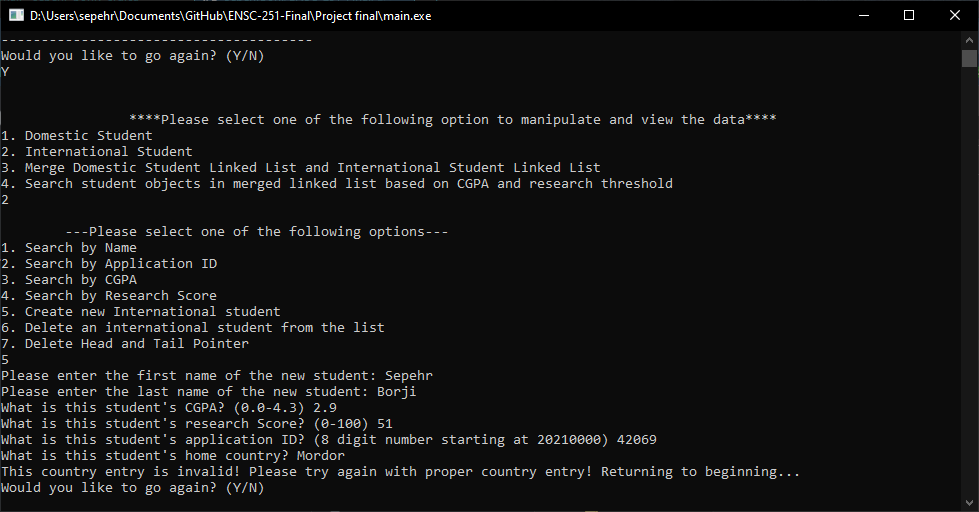 D:\Users\sepehr\Documents\GitHub\ENSC-251-Final\Project final\main.exe
---------------------------------------
Would you like to go again? (Y/N)
Y
****Please select one of the following option to manipulate and view the data****
1. Domestic Student
2. International Student
3. Merge Domestic Student Linked List and International Student Linked List
4. Search student objects in merged linked list based on CGPA and research threshold
2
---Please select one of the following options---
1. Search by Name
2. Search by Application ID
3. Search by CGPA
4. Search by Research Score
5. Create new International student
6. Delete an international student from the list
7. Delete Head and Tail Pointer
5
Please enter the first name of the new student: Sepehr
Please enter the last name of the new student: Borji
What is this student's CGPA? (0.0-4.3) 2.9
What is this student's research Score? (0-100) 51
What is this student's application ID? (8 digit number starting at 20210000) 42069
What is this student's home country? Mordor
This country entry is invalid! Please try again with proper country entry! Returning to beginning...
Would you like to go again? (Y/N)